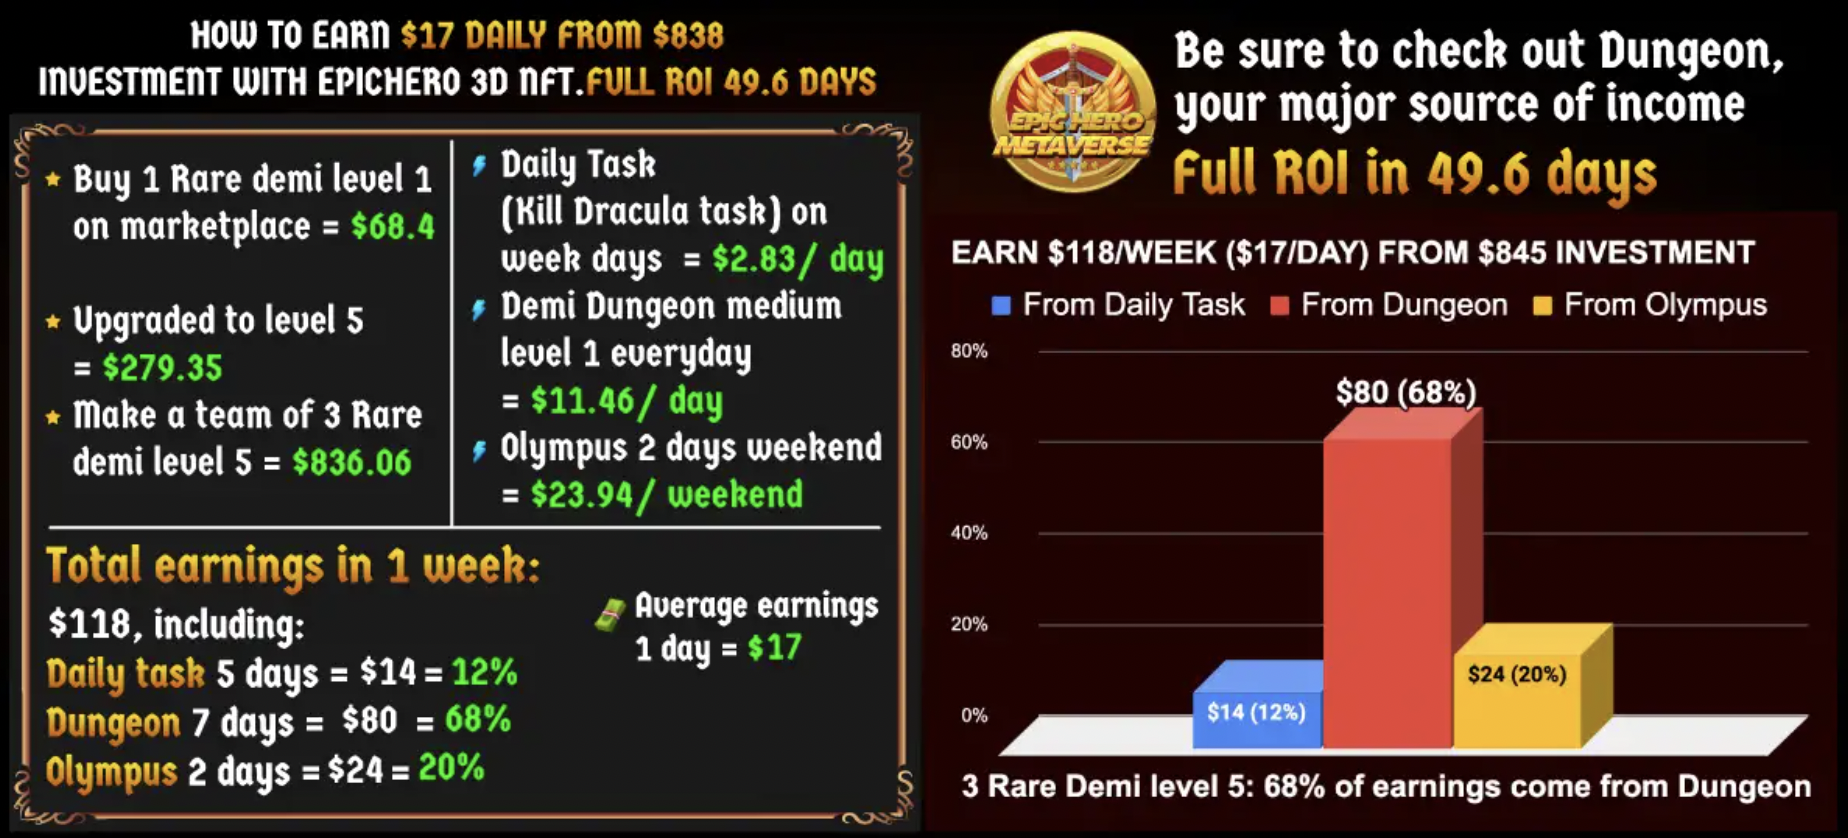 HOW TO EARN $17 DAILY FROM $838
INVESTMENT WITH EPICHERO 3D NFT.FULL ROI 49.6 DAYS
Buy 1 Rare demi level 1
on marketplace = $68.4
Upgraded to level 5
= $279.35
Make a team of 3 Rare
demi level 5 = $836.06
Daily Task
(Kill Dracula task) on
week days = $2.83/ day
Demi Dungeon medium
level 1 everyday
= $11.46/ day
Olympus 2 days weekend
= $23.94/ weekend
Total earnings in 1 week:
$118, including:
Daily task 5 days = $14 = 12%
Dungeon 7 days = $80 = 68%
Olympus 2 days = $24 = 20%
Average earnings
1 day = $17
EPIC HERO
METAVERSE
Be sure to check out Dungeon,
your major source of income
Full ROI in 49.6 days
EARN $118/WEEK ($17/DAY) FROM $845 INVESTMENT
From Daily Task From Dungeon From Olympus
80%
60%
40%
20%
0%
$80 (68%)
$24 (20%)
$14 (12%)
3 Rare Demi level 5: 68% of earnings come from Dungeon